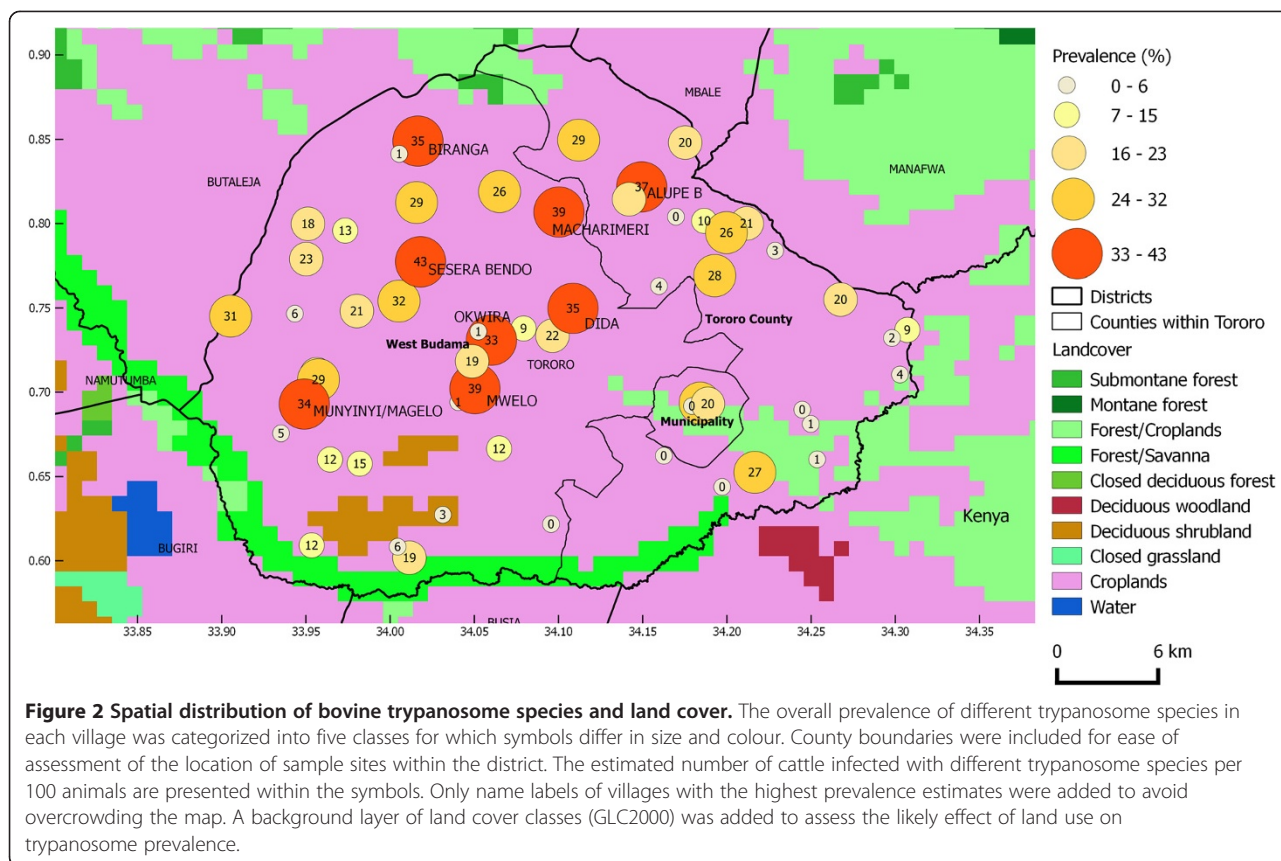 0.90
MBALE
0.85
35
BIRANGA
1
29
20
MANAFWA
BUTALEJA
29
26
37
ALUPE B
0.80
18
13
39
MACHARIMERI
0
10
21
26
23
43
SESERA BENDO
3
28
4
0.75
31
6
21
32
OKWIRA
1
9
35
DIDA
20
Tororo County
33
22
2
9
West Budama
19
TORORO
4
0.70
NAMUTUMBA
29
34
MUNYINYI/MAGELO
39
MWELO
1
0
20
Municipality
0
1
5
12
15
12
0
1
0.65
27
0
3
0
Kenya
BUGIRI
12
6
19
0.60
BUSIA
33.85
33.90
33.95
34.00
34.05
34.10
34.15
34.20
34.25
34.30
34.35
Prevalence (%)
0 - 6
7 - 15
16 - 23
24 - 32
33 - 43
Districts
Counties within Tororo
Landcover
Submontane forest
Montane forest
Forest/Croplands
Forest/Savanna
Closed deciduous forest
Deciduous woodland
Deciduous shrubland
Closed grassland
Croplands
Water
0 6 km
Figure 2 Spatial distribution of bovine trypanosome species and land cover. The overall prevalence of different trypanosome species in
each village was categorized into five classes for which symbols differ in size and colour. County boundaries were included for ease of
assessment of the location of sample sites within the district. The estimated number of cattle infected with different trypanosome species per
100 animals are presented within the symbols. Only name labels of villages with the highest prevalence estimates were added to avoid
overcrowding the map. A background layer of land cover classes (GLC2000) was added to assess the likely effect of land use on
trypanosome prevalence.